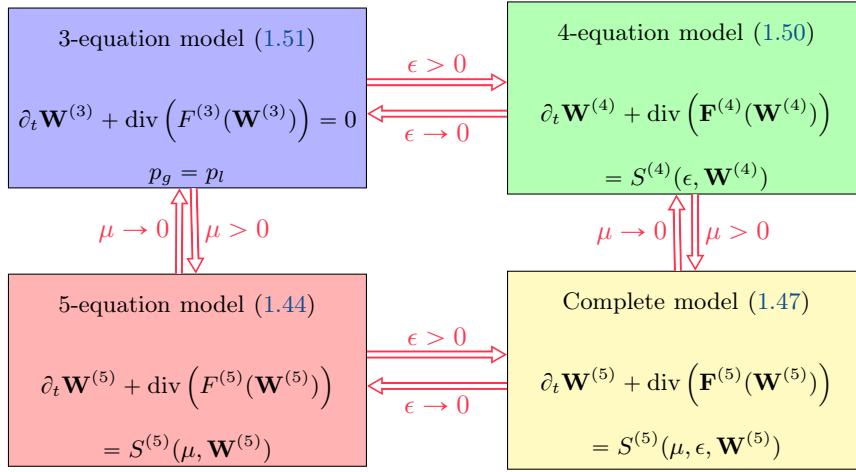 3-equation model (1.51)
∂ₜ𝐖⁽³⁾ + div (F⁽³⁾(𝐖⁽³⁾)) = 0
p_g = p_l
ϵ > 0
ϵ → 0
4-equation model (1.50)
∂ₜ𝐖⁽⁴⁾ + div (𝐅⁽⁴⁾(𝐖⁽⁴⁾))
= S⁽⁴⁾(ϵ, 𝐖⁽⁴⁾)
μ → 0 μ > 0
μ → 0 μ > 0
5-equation model (1.44)
∂ₜ𝐖⁽⁵⁾ + div (F⁽⁵⁾(𝐖⁽⁵⁾))
= S⁽⁵⁾(μ, 𝐖⁽⁵⁾)
ϵ > 0
ϵ → 0
Complete model (1.47)
∂ₜ𝐖⁽⁵⁾ + div (𝐅⁽⁵⁾(𝐖⁽⁵⁾))
= S⁽⁵⁾(μ, ϵ, 𝐖⁽⁵⁾)